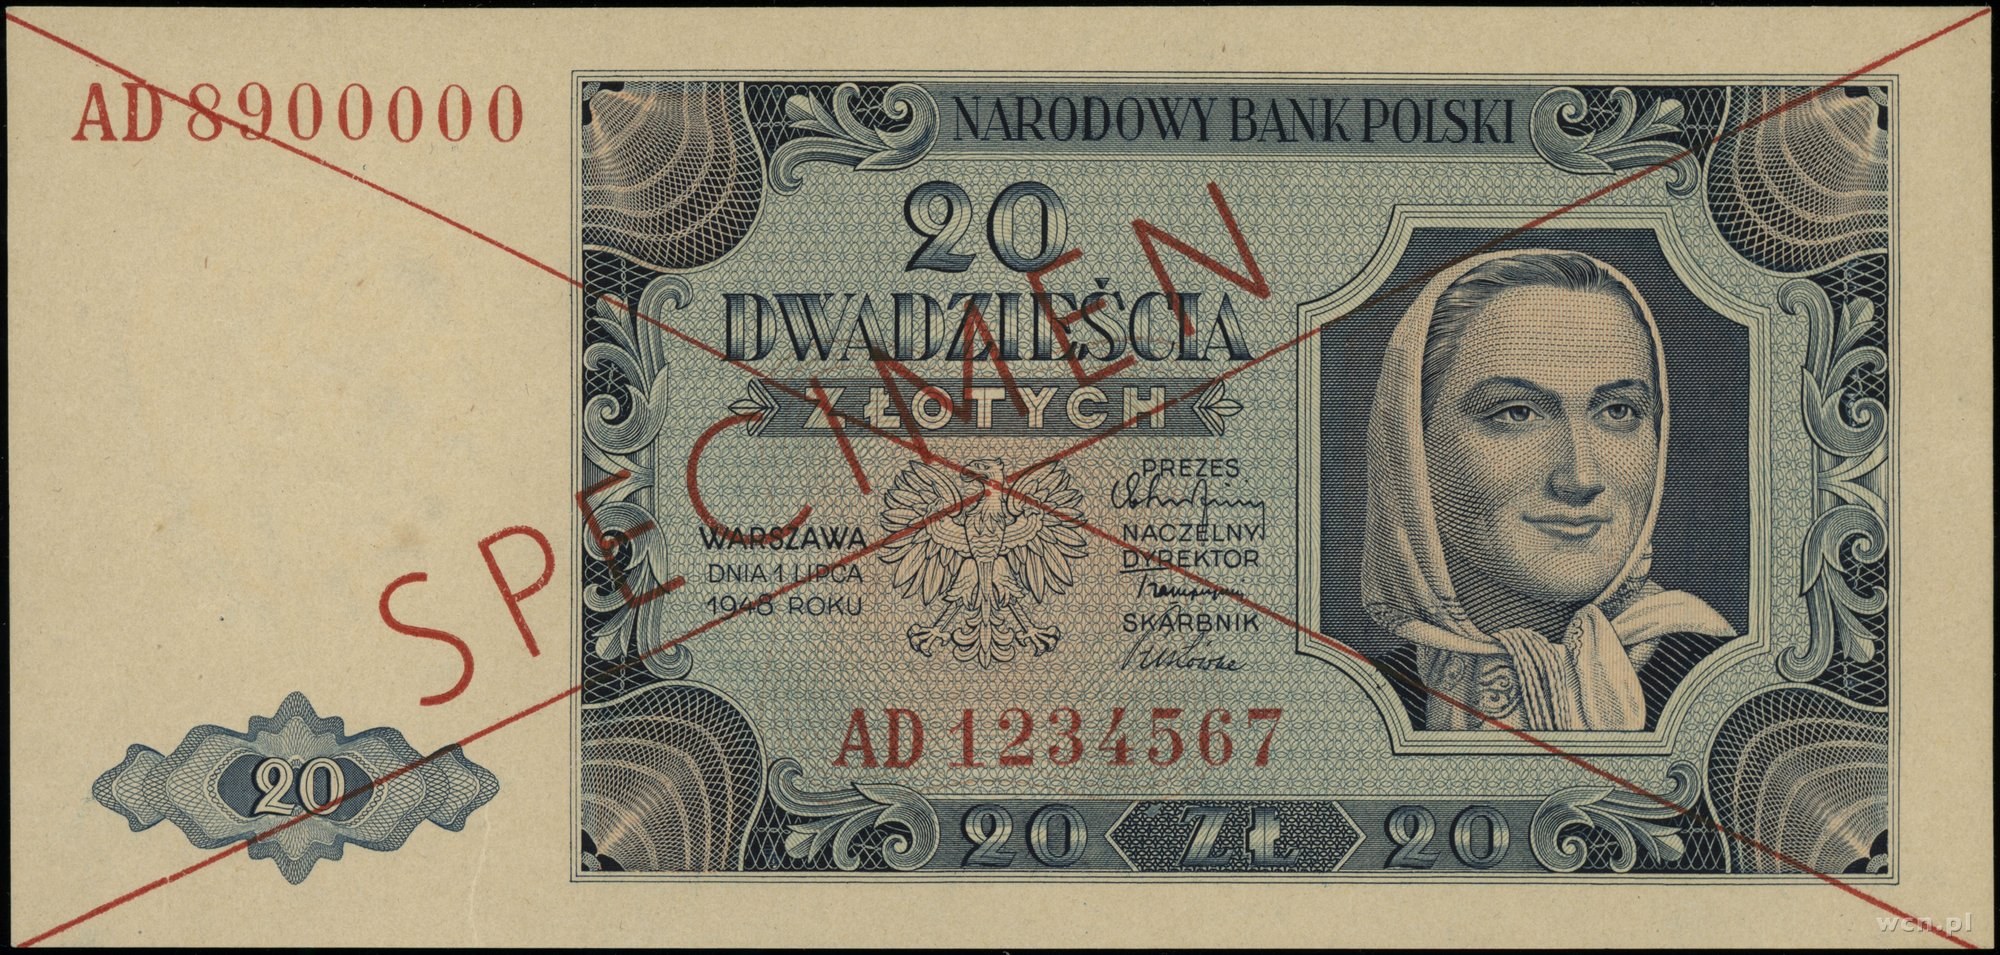 AD 8900000
NARODOWY BANK POLSKI
20
DWADZIEŚCIA
ZŁOTYCH
SPECIMEN
WARSZAWA
DNIA 1 LIPCA
1948 ROKU
PREZES
NACZELNY
DYREKTOR
SKARBNIK
AD 1234567
20
20 ZŁ 20
wcn.pl